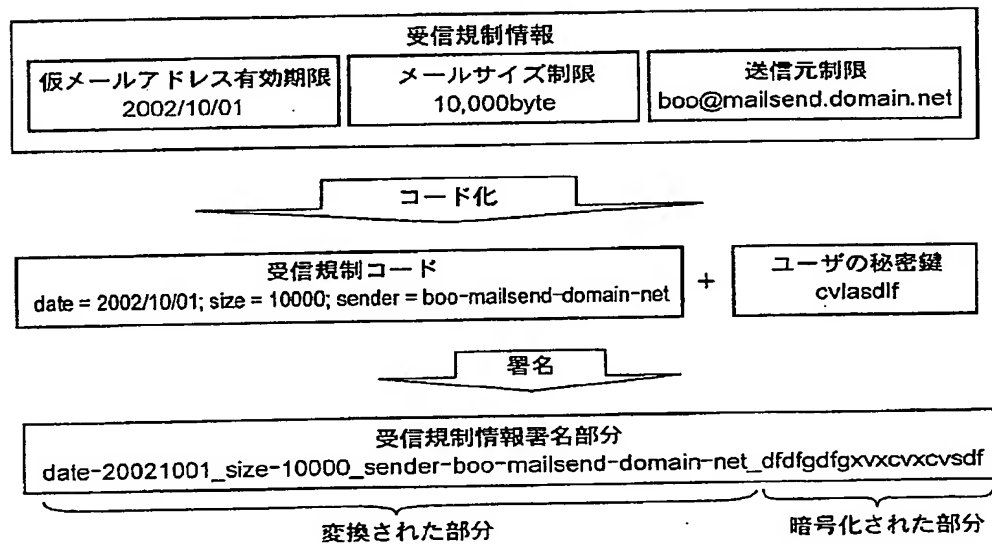 受信規制情報
仮メールアドレス有効期限
2002/10/01
メールサイズ制限
10,000byte
送信元制限
boo@mailsend.domain.net
コード化
受信規制コード
date = 2002/10/01; size = 10000; sender = boo-mailsend-domain-net
+
ユーザの秘密鍵
cvlasdlf
署名
受信規制情報署名部分
date-20021001_size-10000_sender-boo-mailsend-domain-net_dfdfgdfgxvxcvxcvsdf
変換された部分
暗号化された部分